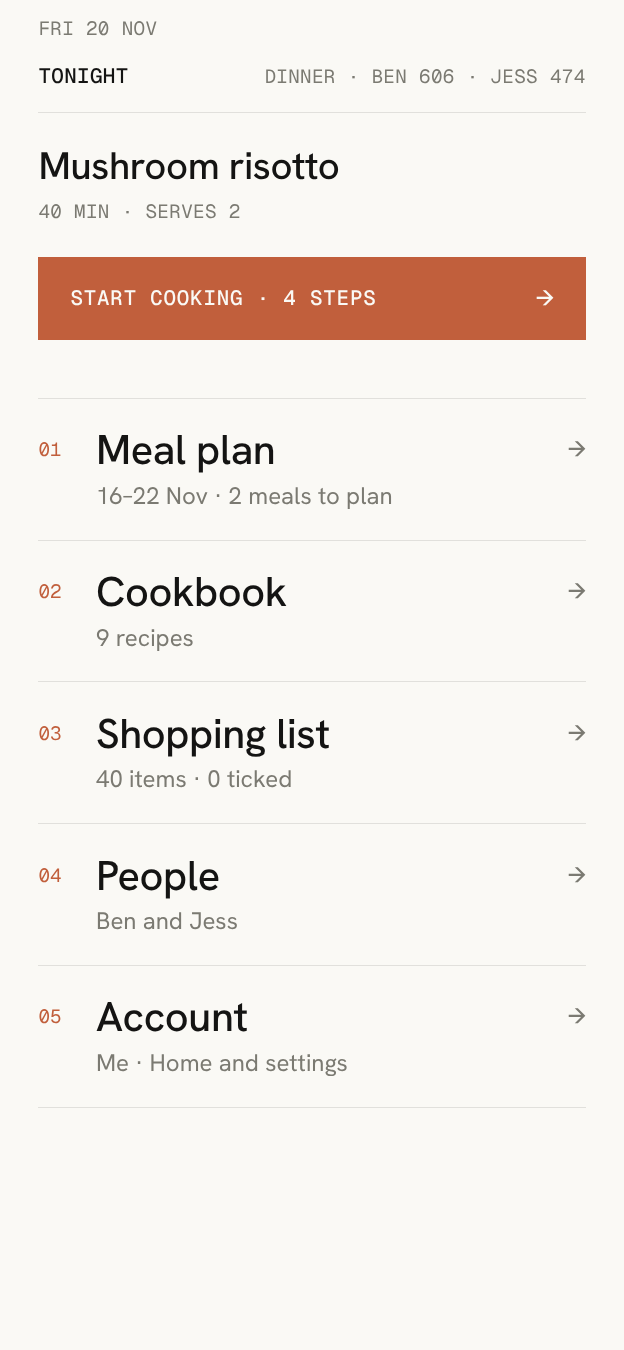 FRI 20 NOV
TONIGHT DINNER · BEN 606 · JESS 474
Mushroom risotto
40 MIN · SERVES 2
START COOKING · 4 STEPS →
01 Meal plan →
16–22 Nov · 2 meals to plan
02 Cookbook →
9 recipes
03 Shopping list →
40 items · 0 ticked
04 People →
Ben and Jess
05 Account →
Me · Home and settings